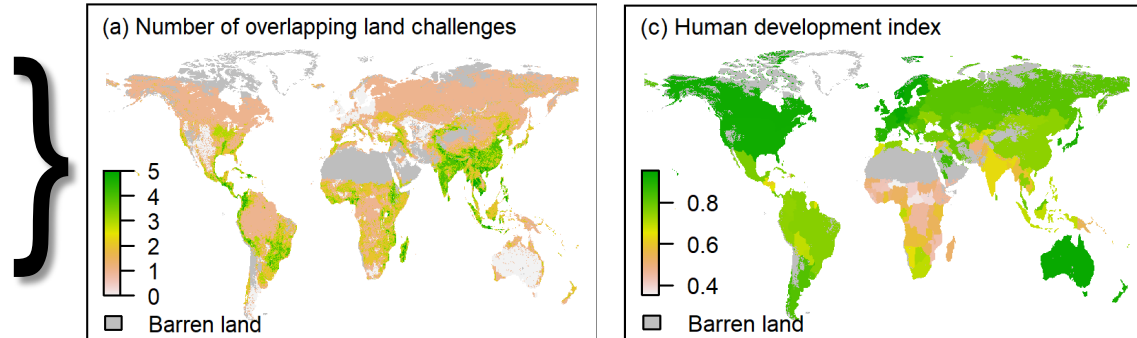 (a) Number of overlapping land challenges
5
4
3
2
1
0
Barren land
(c) Human development index
0.8
0.6
0.4
Barren land